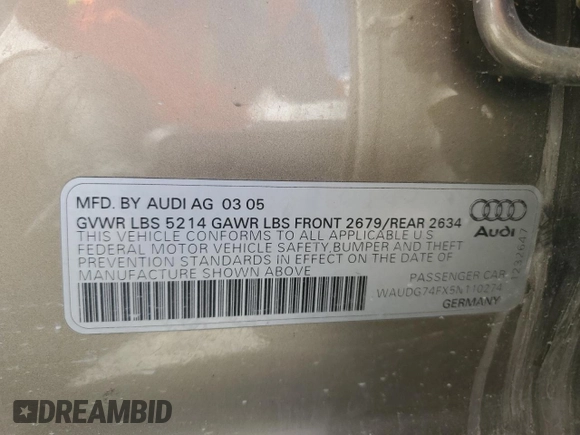 MFD. BY AUDI AG 03 05
GVWR LBS 5214 GAWR LBS FRONT 2679/REAR 2634
THIS VEHICLE CONFORMS TO ALL APPLICABLE U S
FEDERAL MOTOR VEHICLE SAFETY, BUMPER AND THEFT
PREVENTION STANDARDS IN EFFECT ON THE DATE OF
MANUFACTURE SHOWN ABOVE
Audi
PASSENGER CAR
WAUDG74FX5N110274
GERMANY
DREAMBID